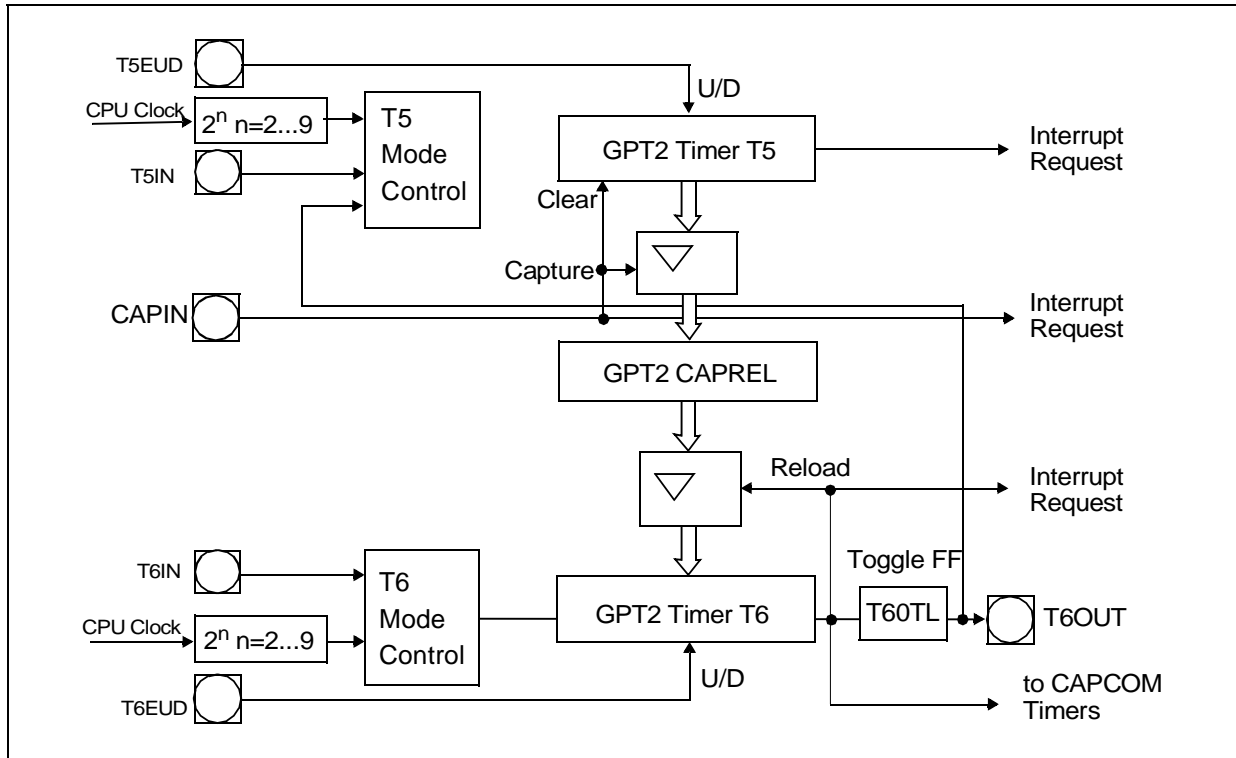 T5EUD
U/D
CPU Clock
2ⁿ n=2...9
T5
Mode
Control
GPT2 Timer T5
Interrupt
Request
T5IN
Clear
Capture
CAPIN
Interrupt
Request
GPT2 CAPREL
Reload
Interrupt
Request
Toggle FF
T6IN
T6
Mode
Control
GPT2 Timer T6
T60TL
T6OUT
CPU Clock
2ⁿ n=2...9
U/D
T6EUD
to CAPCOM
Timers